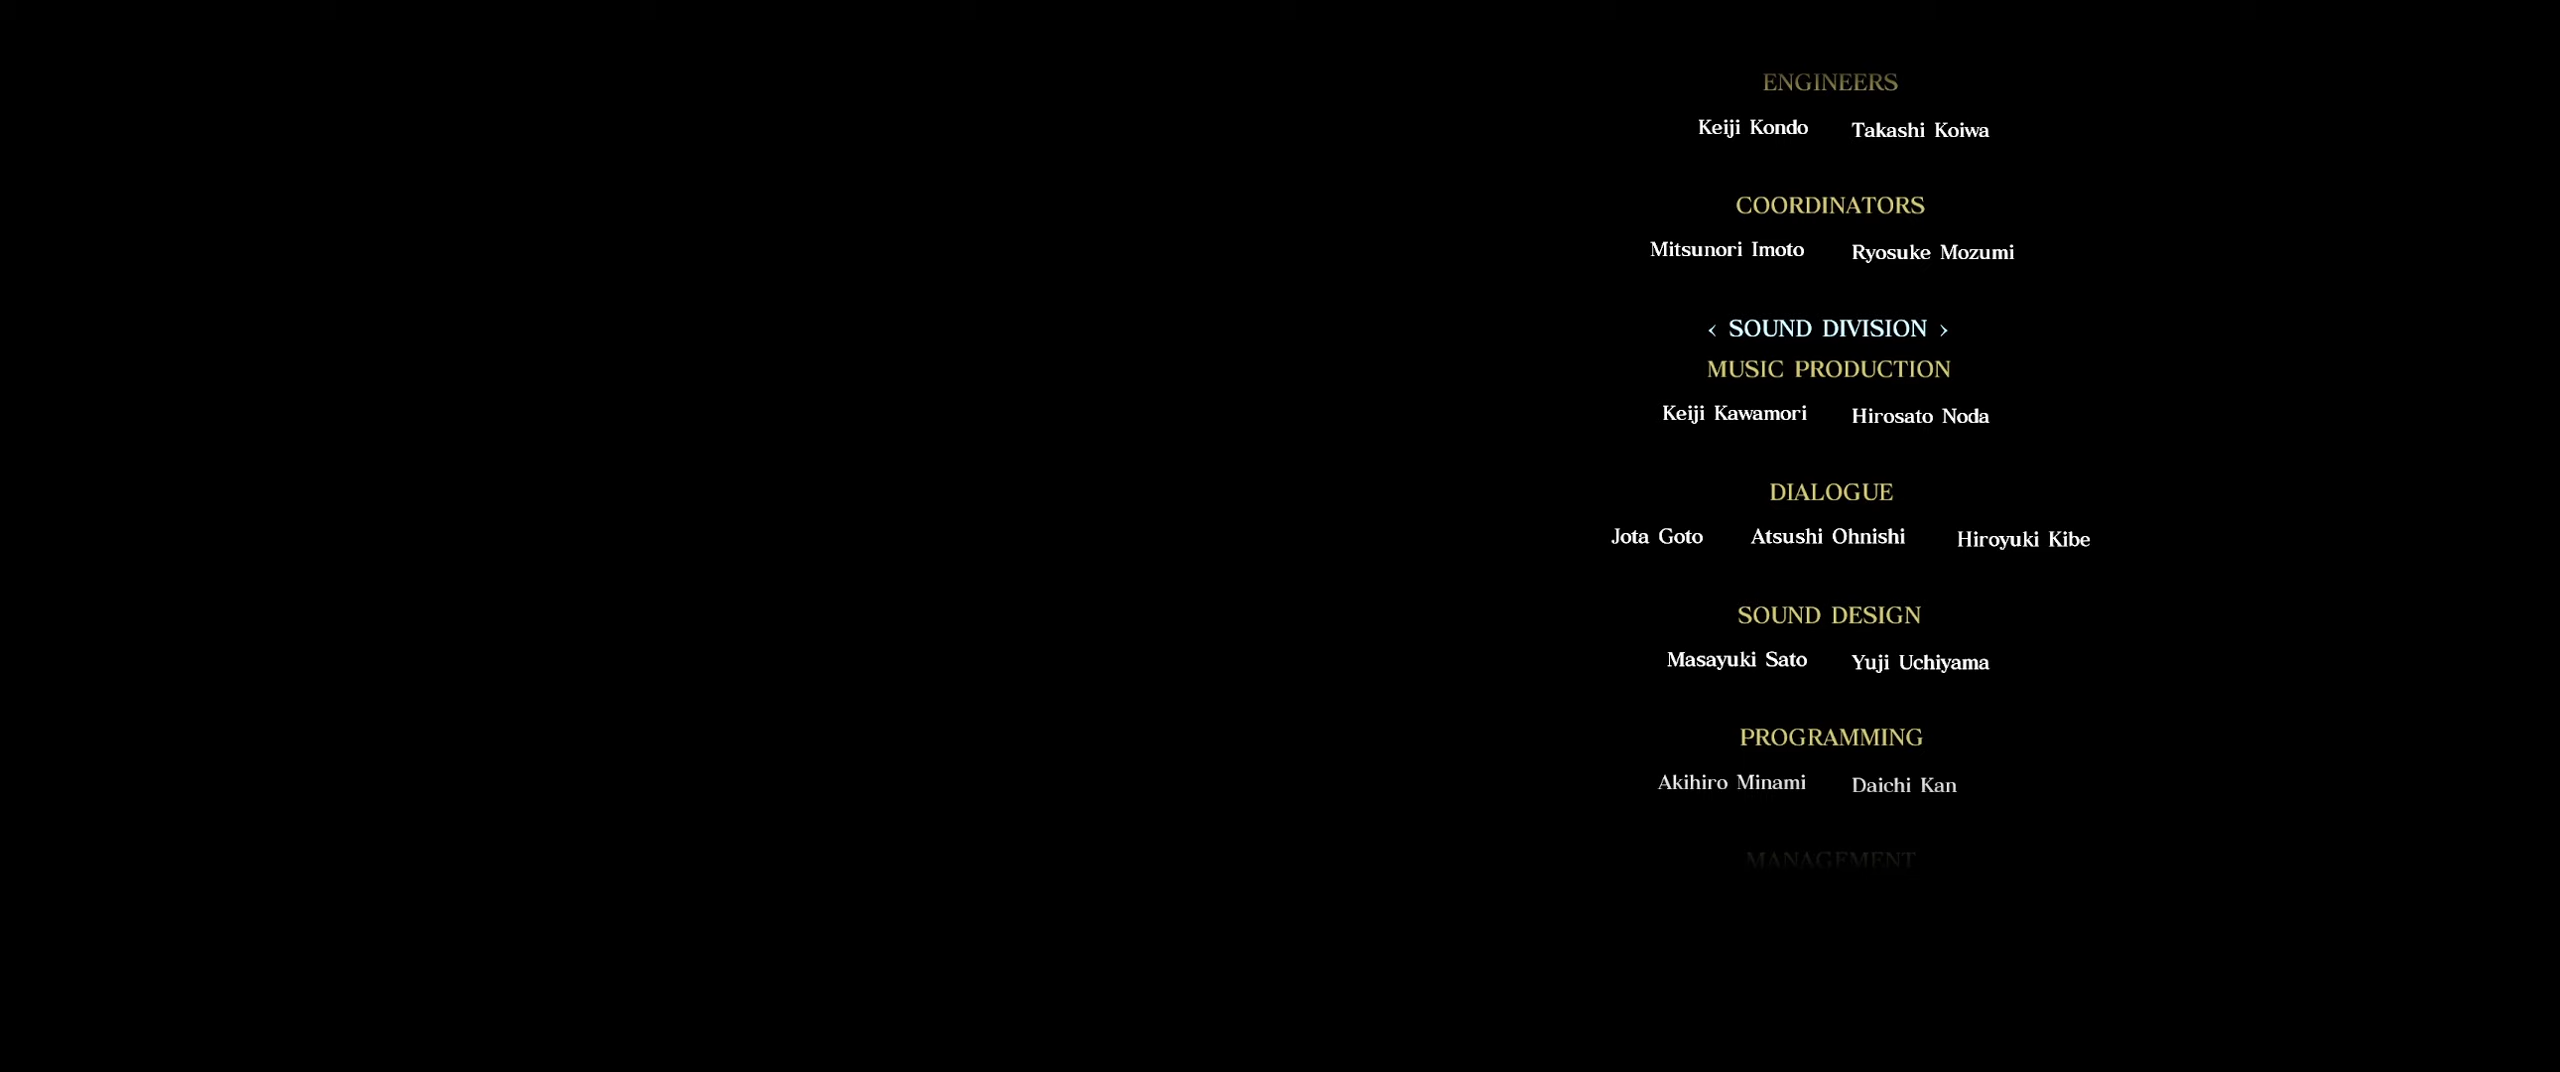 ENGINEERS
Keiji Kondo Takashi Koiwa
COORDINATORS
Mitsunori Imoto Ryosuke Mozumi
‹ SOUND DIVISION ›
MUSIC PRODUCTION
Keiji Kawamori Hirosato Noda
DIALOGUE
Jota Goto Atsushi Ohnishi Hiroyuki Kibe
SOUND DESIGN
Masayuki Sato Yuji Uchiyama
PROGRAMMING
Akihiro Minami Daichi Kan
MANAGEMENT